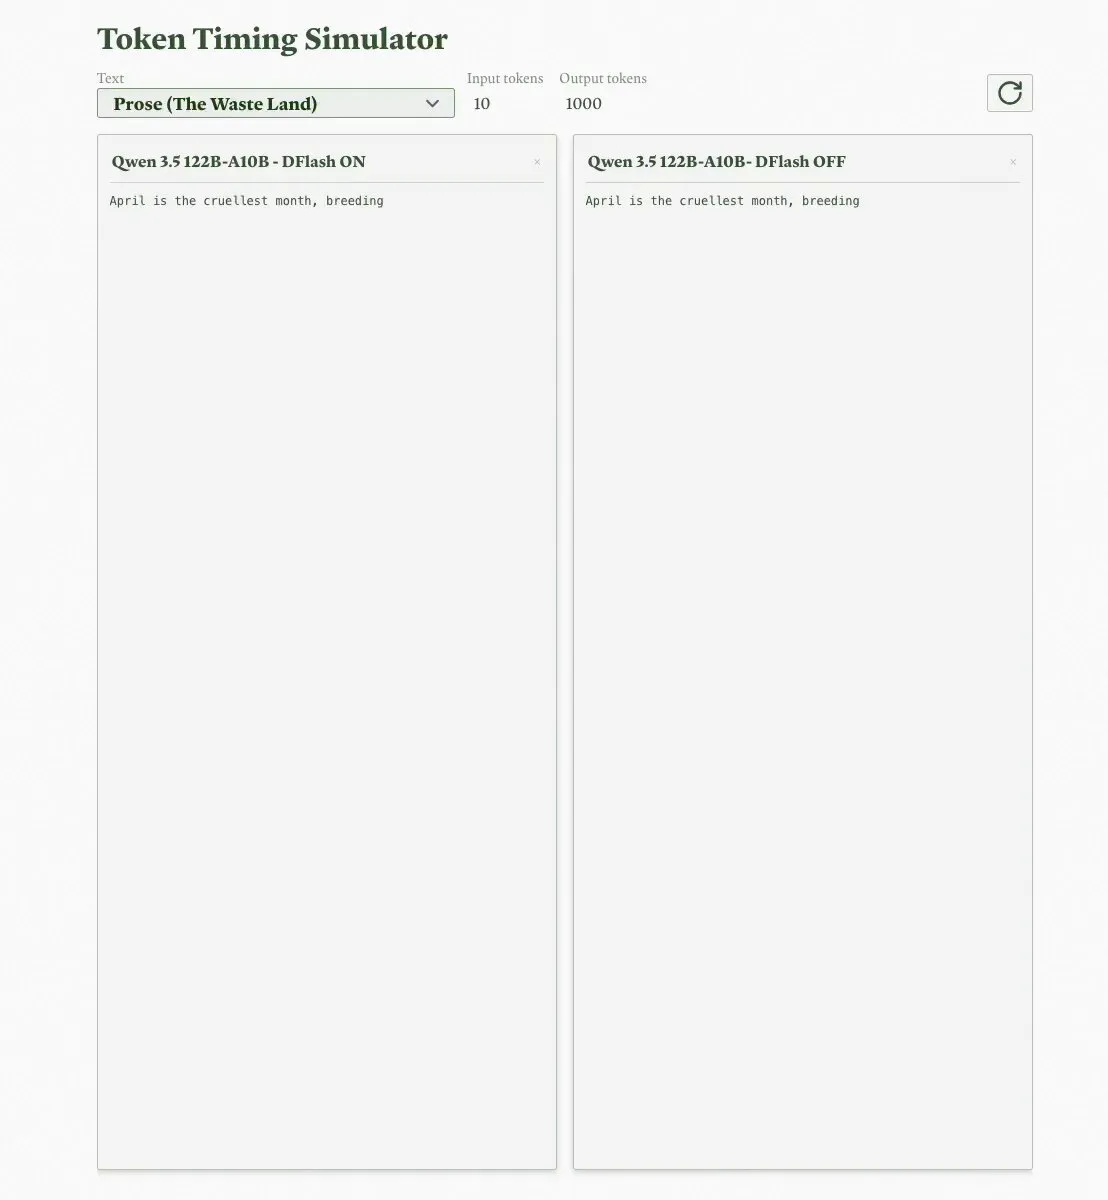 Token Timing Simulator
Text
Input tokens
Output tokens
Prose (The Waste Land)
10
1000
Qwen 3.5 122B-A10B - DFlash ON
×
April is the cruellest month, breeding
Qwen 3.5 122B-A10B- DFlash OFF
×
April is the cruellest month, breeding